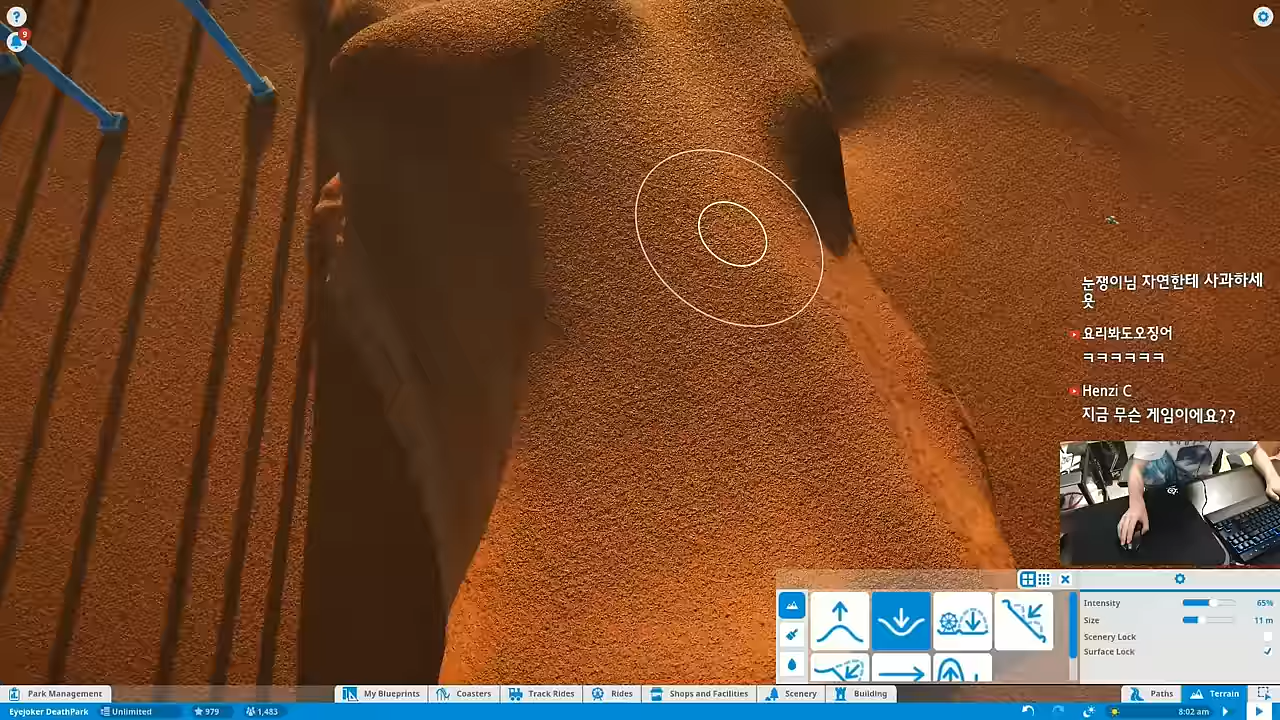 ?
9
눈쟁이님 자연한테 사과하세
욧
요리봐도오징어
ㅋㅋㅋㅋㅋㅋ
Henzi C
지금 무슨 게임이에요??
Intensity 65%
Size 11 m
Scenery Lock
Surface Lock
Park Management My Blueprints Coasters Track Rides Rides Shops and Facilities Scenery Building Paths Terrain
Eyejoker DeathPark Unlimited 979 1,483 8:02 am